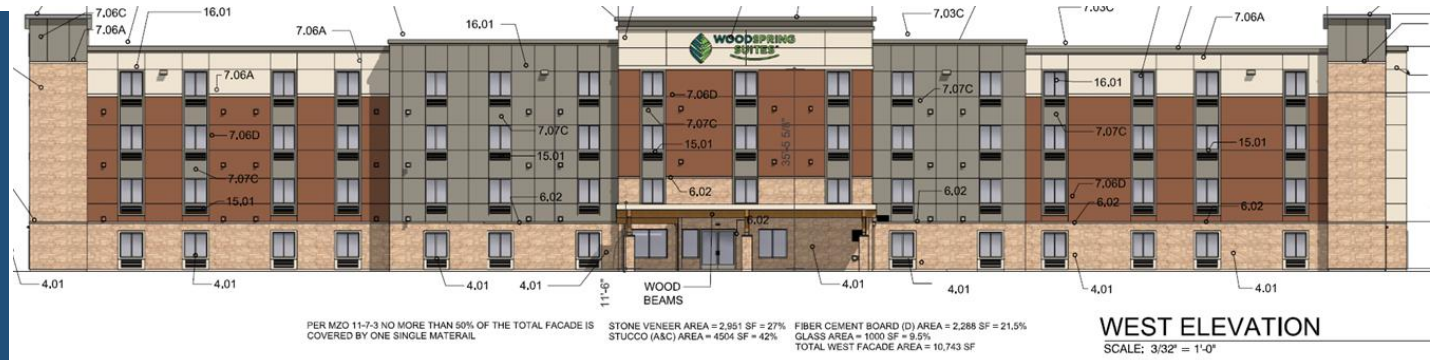 7.06C
16.01
7.03C
7.03C
7.06A
7.06A
7.06A
WOODSPRING
SUITES
7.06A
16.01
7.06D
7.07C
16.01
7.06D
7.07C
7.07C
7.07C
15.01
15.01
35'-5 5/8"
15.01
7.07C
15.01
6.02
6.02
6.02
7.06D
6.02
6.02
4.01
4.01
4.01
4.01
11'-6"
WOOD
BEAMS
4.01
4.01
4.01
4.01
PER MZO 11-7-3 NO MORE THAN 50% OF THE TOTAL FACADE IS
COVERED BY ONE SINGLE MATERAIL
STONE VENEER AREA = 2,951 SF = 27%
STUCCO (A&C) AREA = 4504 SF = 42%
FIBER CEMENT BOARD (D) AREA = 2,288 SF = 21.5%
GLASS AREA = 1000 SF = 9.5%
TOTAL WEST FACADE AREA = 10,743 SF
WEST ELEVATION
SCALE: 3/32" = 1'-0"